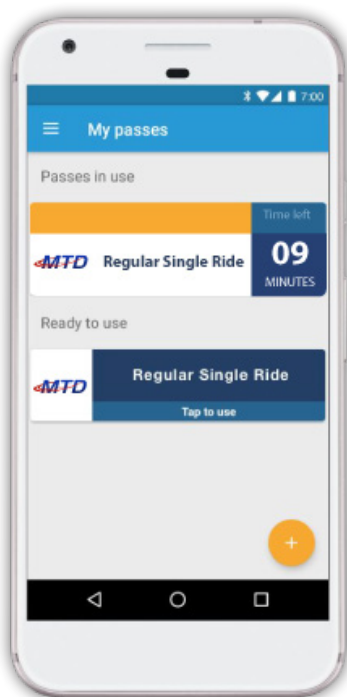 7:00
My passes
Passes in use
Time left
MTD Regular Single Ride 09
MINUTES
Ready to use
MTD Regular Single Ride
Tap to use
+